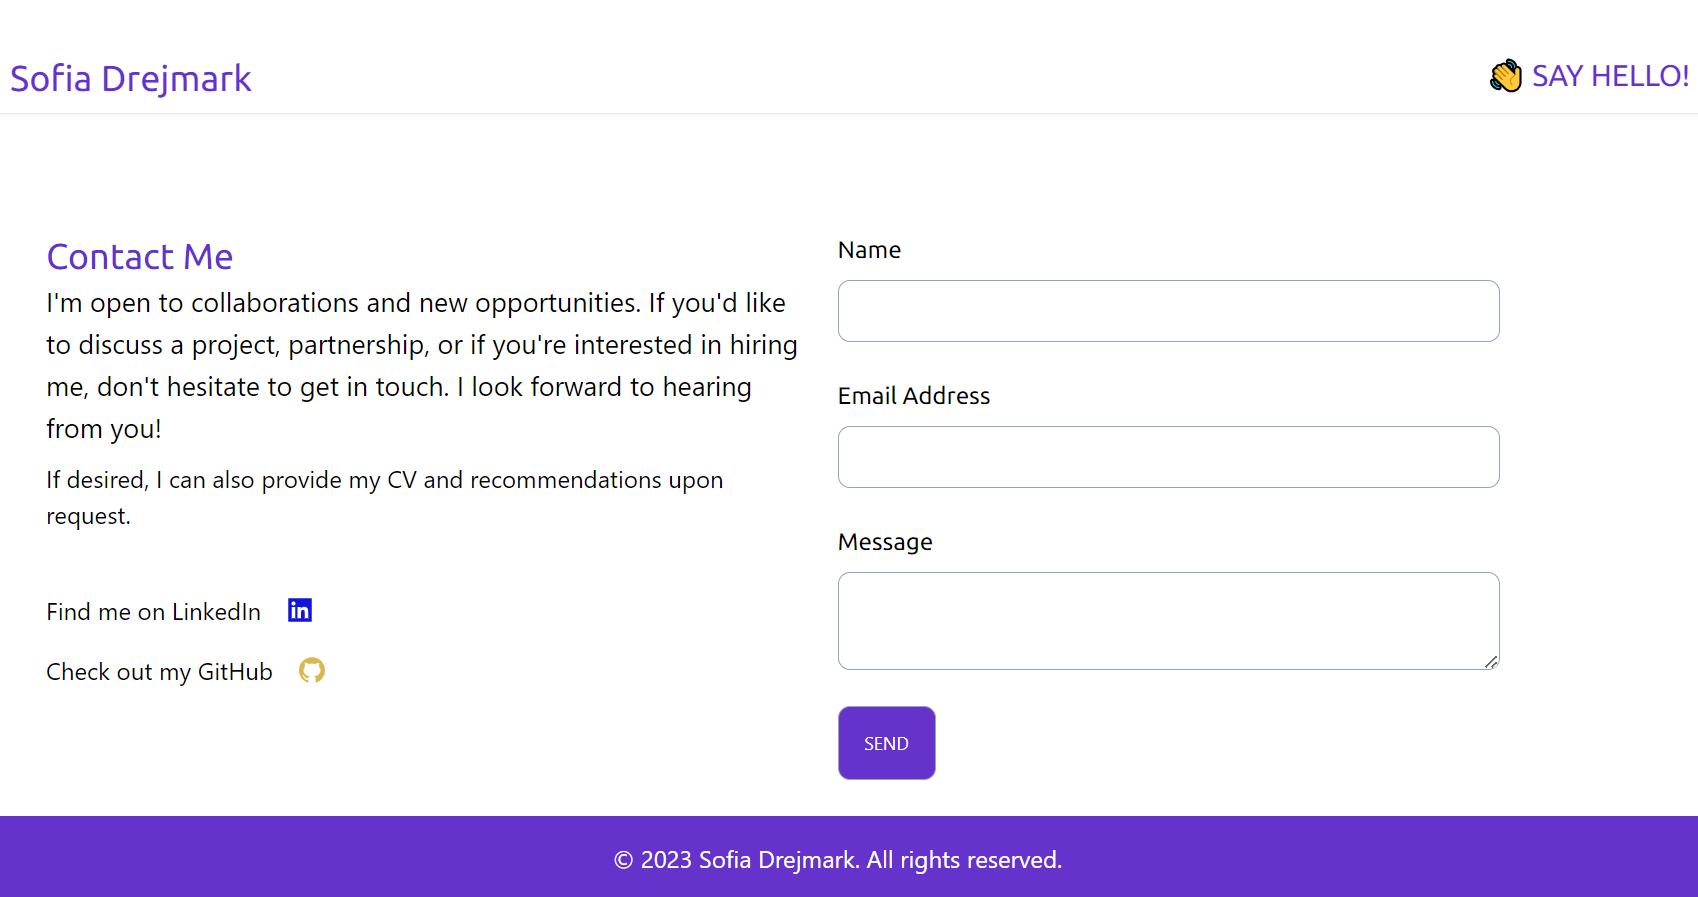 Sofia Drejmark
👋 SAY HELLO!
Contact Me
I'm open to collaborations and new opportunities. If you'd like
to discuss a project, partnership, or if you're interested in hiring
me, don't hesitate to get in touch. I look forward to hearing
from you!
If desired, I can also provide my CV and recommendations upon
request.
Find me on LinkedIn
in
Check out my GitHub
Name
Email Address
Message
SEND
© 2023 Sofia Drejmark. All rights reserved.